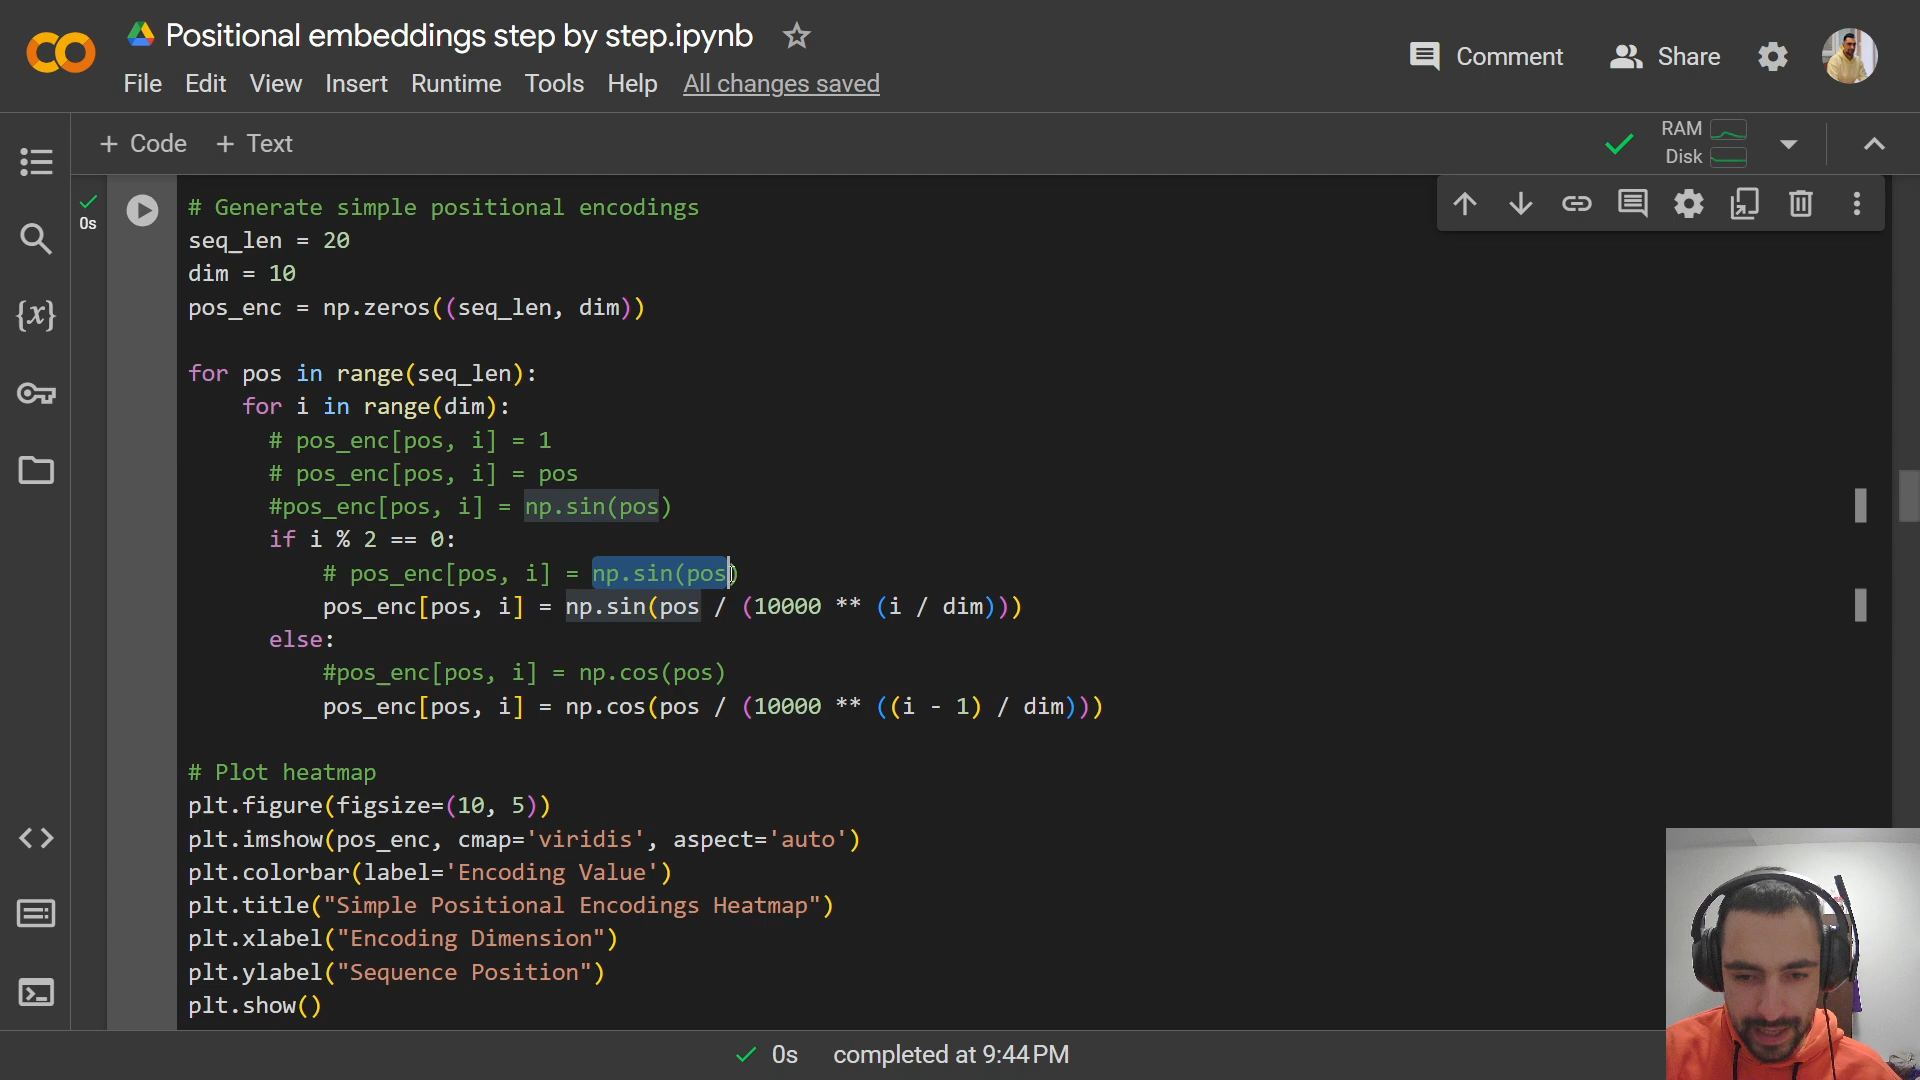 Positional embeddings step by step.ipynb
Comment
Share
File Edit View Insert Runtime Tools Help All changes saved
+ Code + Text
RAM
Disk
0s
# Generate simple positional encodings
seq_len = 20
dim = 10
pos_enc = np.zeros((seq_len, dim))
for pos in range(seq_len):
for i in range(dim):
# pos_enc[pos, i] = 1
# pos_enc[pos, i] = pos
#pos_enc[pos, i] = np.sin(pos)
if i % 2 == 0:
# pos_enc[pos, i] = np.sin(pos)
pos_enc[pos, i] = np.sin(pos / (10000 ** (i / dim)))
else:
#pos_enc[pos, i] = np.cos(pos)
pos_enc[pos, i] = np.cos(pos / (10000 ** ((i - 1) / dim)))
# Plot heatmap
plt.figure(figsize=(10, 5))
plt.imshow(pos_enc, cmap='viridis', aspect='auto')
plt.colorbar(label='Encoding Value')
plt.title("Simple Positional Encodings Heatmap")
plt.xlabel("Encoding Dimension")
plt.ylabel("Sequence Position")
plt.show()
0s completed at 9:44 PM